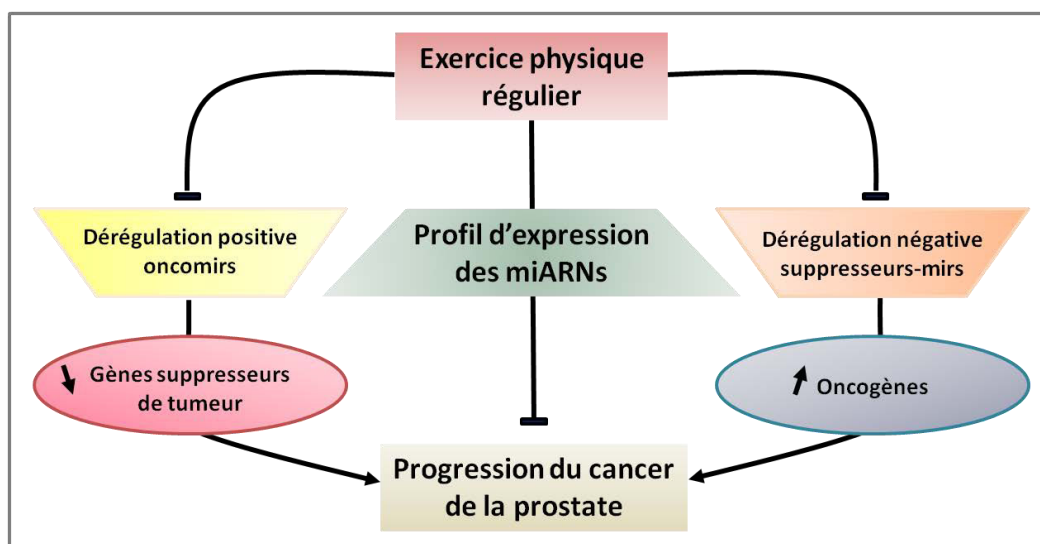 Exercice physique
régulier
Dérégulation positive
oncomirs
Profil d’expression
des miARNs
Dérégulation négative
suppresseurs-mirs
Gènes suppresseurs
de tumeur
Oncogènes
Progression du cancer
de la prostate